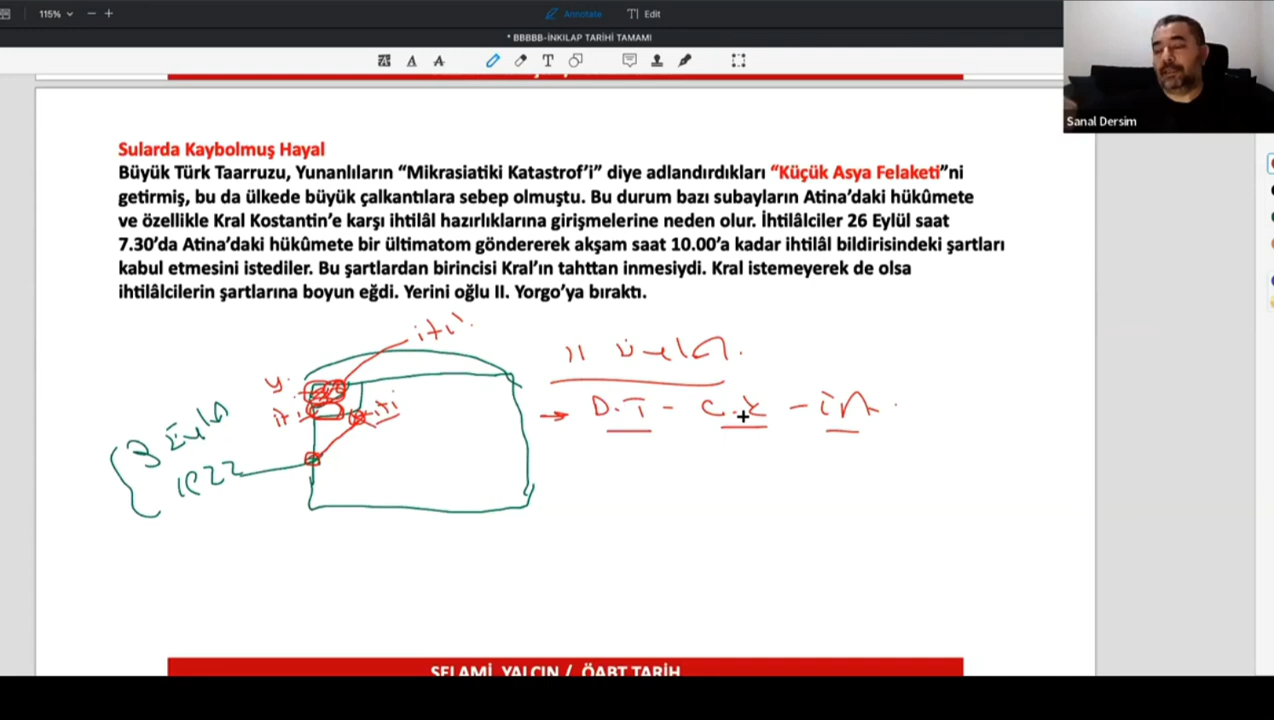 115%
Annotate
Edit
* BBBBB-İNKILAP TARİHİ TAMAMI
Sanal Dersim
Sularda Kaybolmuş Hayal
Büyük Türk Taarruzu, Yunanlıların “Mikrasiatiki Katastrof’i” diye adlandırdıkları “Küçük Asya Felaketi”ni
getirmiş, bu da ülkede büyük çalkantılara sebep olmuştu. Bu durum bazı subayların Atina’daki hükûmete
ve özellikle Kral Kostantin’e karşı ihtilâl hazırlıklarına girişmelerine neden olur. İhtilâlciler 26 Eylül saat
7.30’da Atina’daki hükûmete bir ültimatom göndererek akşam saat 10.00’a kadar ihtilâl bildirisindeki şartları
kabul etmesini istediler. Bu şartlardan birincisi Kral’ın tahttan inmesiydi. Kral istemeyerek de olsa
ihtilâlcilerin şartlarına boyun eğdi. Yerini oğlu II. Yorgo’ya bıraktı.
iti
y.
iti
iti
D.T - C.Y - in
1922
SELAMİ YALÇIN / ÖABT TARİH